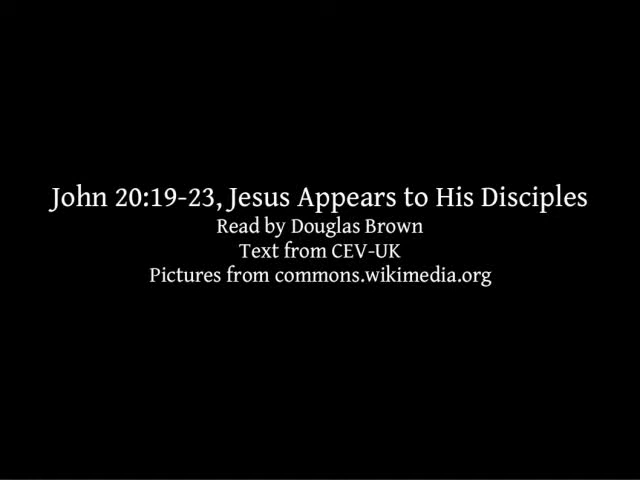 John 20:19-23, Jesus Appears to His Disciples
Read by Douglas Brown
Text from CEV-UK
Pictures from commons.wikimedia.org